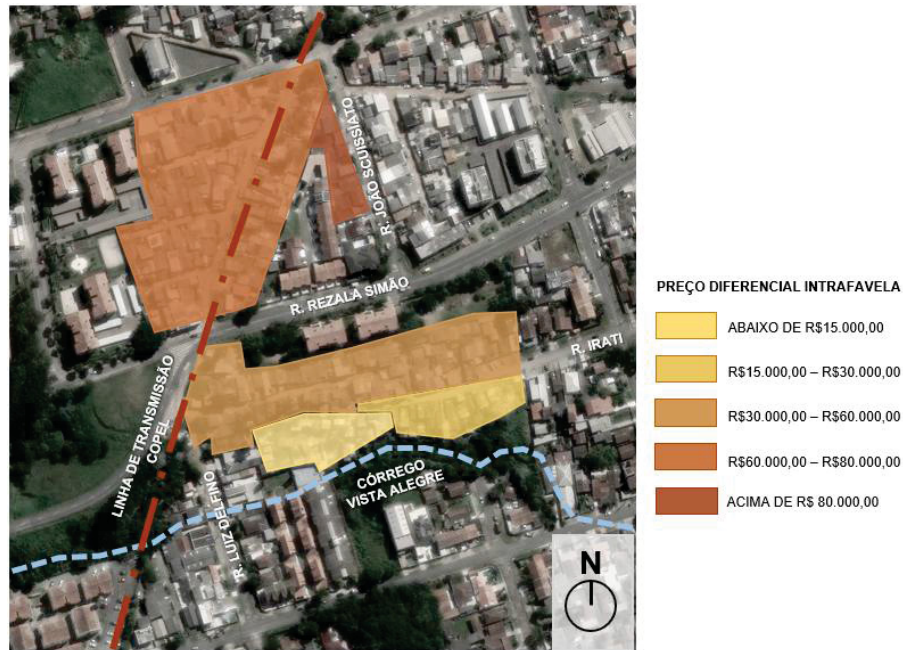 R. JOÃO SCUISSIATO
R. REZALA SIMÃO
R. IRATI
LINHA DE TRANSMISSÃO
COPEL
R. LUIZ DELFINO
CÓRREGO
VISTA ALEGRE
N
PREÇO DIFERENCIAL INTRAFAVELA
ABAIXO DE R$15.000,00
R$15.000,00 – R$30.000,00
R$30.000,00 – R$60.000,00
R$60.000,00 – R$80.000,00
ACIMA DE R$ 80.000,00